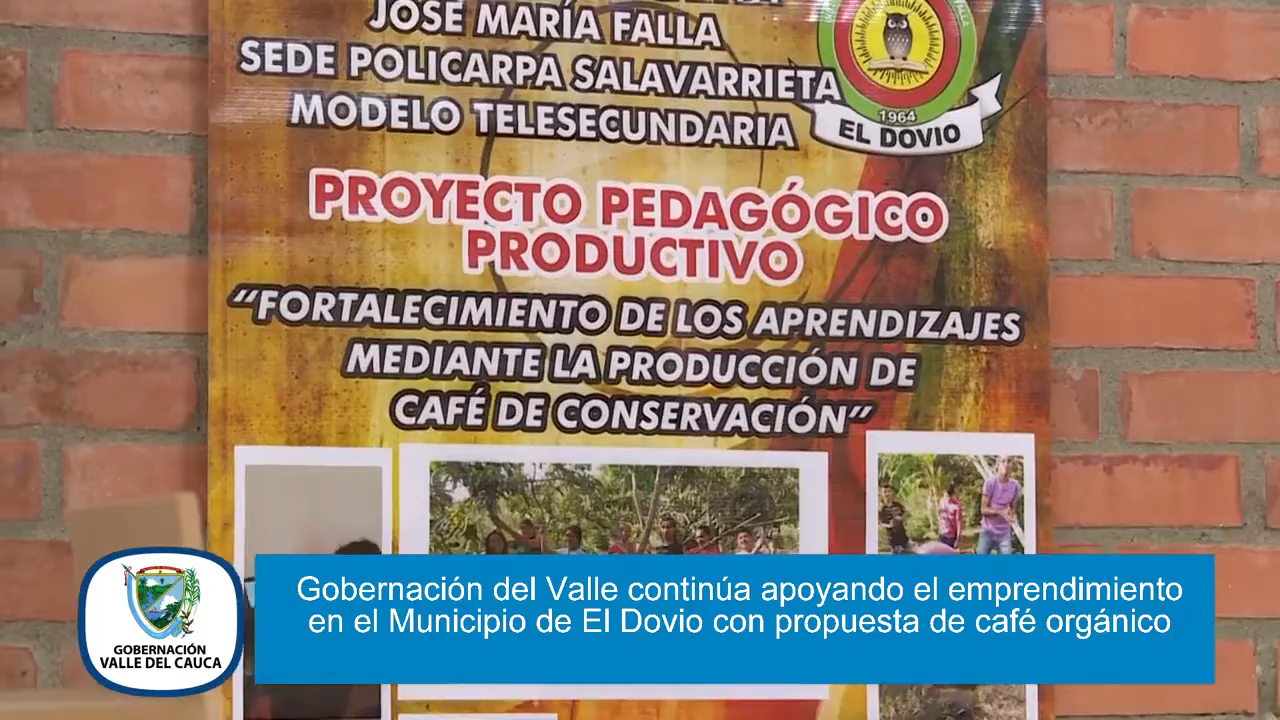 JOSÉ MARÍA FALLA
SEDE POLICARPA SALAVARRIETA
MODELO TELESECUNDARIA
1964
EL DOVIO
PROYECTO PEDAGÓGICO
PRODUCTIVO
“FORTALECIMIENTO DE LOS APRENDIZAJES
MEDIANTE LA PRODUCCIÓN DE
CAFÉ DE CONSERVACIÓN”
Gobernación del Valle continúa apoyando el emprendimiento
en el Municipio de El Dovio con propuesta de café orgánico
GOBERNACIÓN
VALLE DEL CAUCA